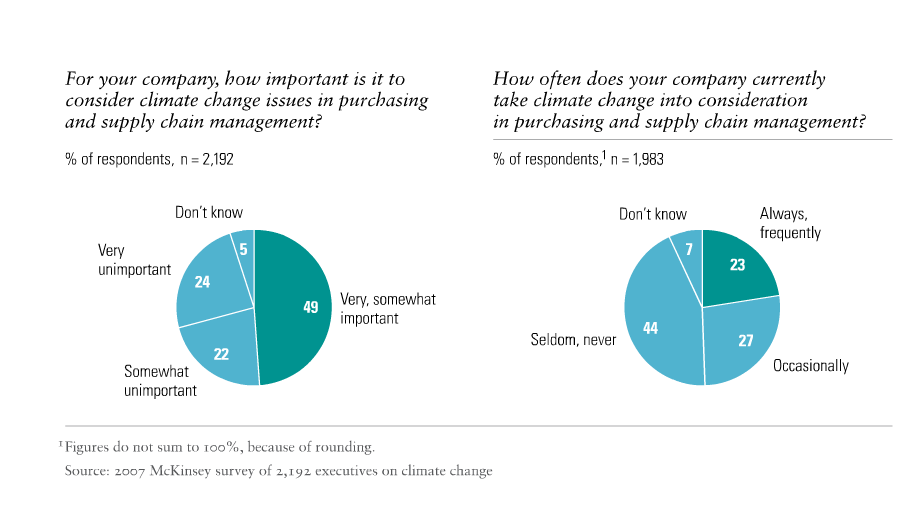 For your company, how important is it to
consider climate change issues in purchasing
and supply chain management?
% of respondents, n = 2,192
Don't know
5
Very
unimportant
24
49
Very, somewhat
important
22
Somewhat
unimportant
How often does your company currently
take climate change into consideration
in purchasing and supply chain management?
% of respondents,¹ n = 1,983
Don't know
7
Always,
frequently
23
44
Seldom, never
27
Occasionally
¹Figures do not sum to 100%, because of rounding.
Source: 2007 McKinsey survey of 2,192 executives on climate change